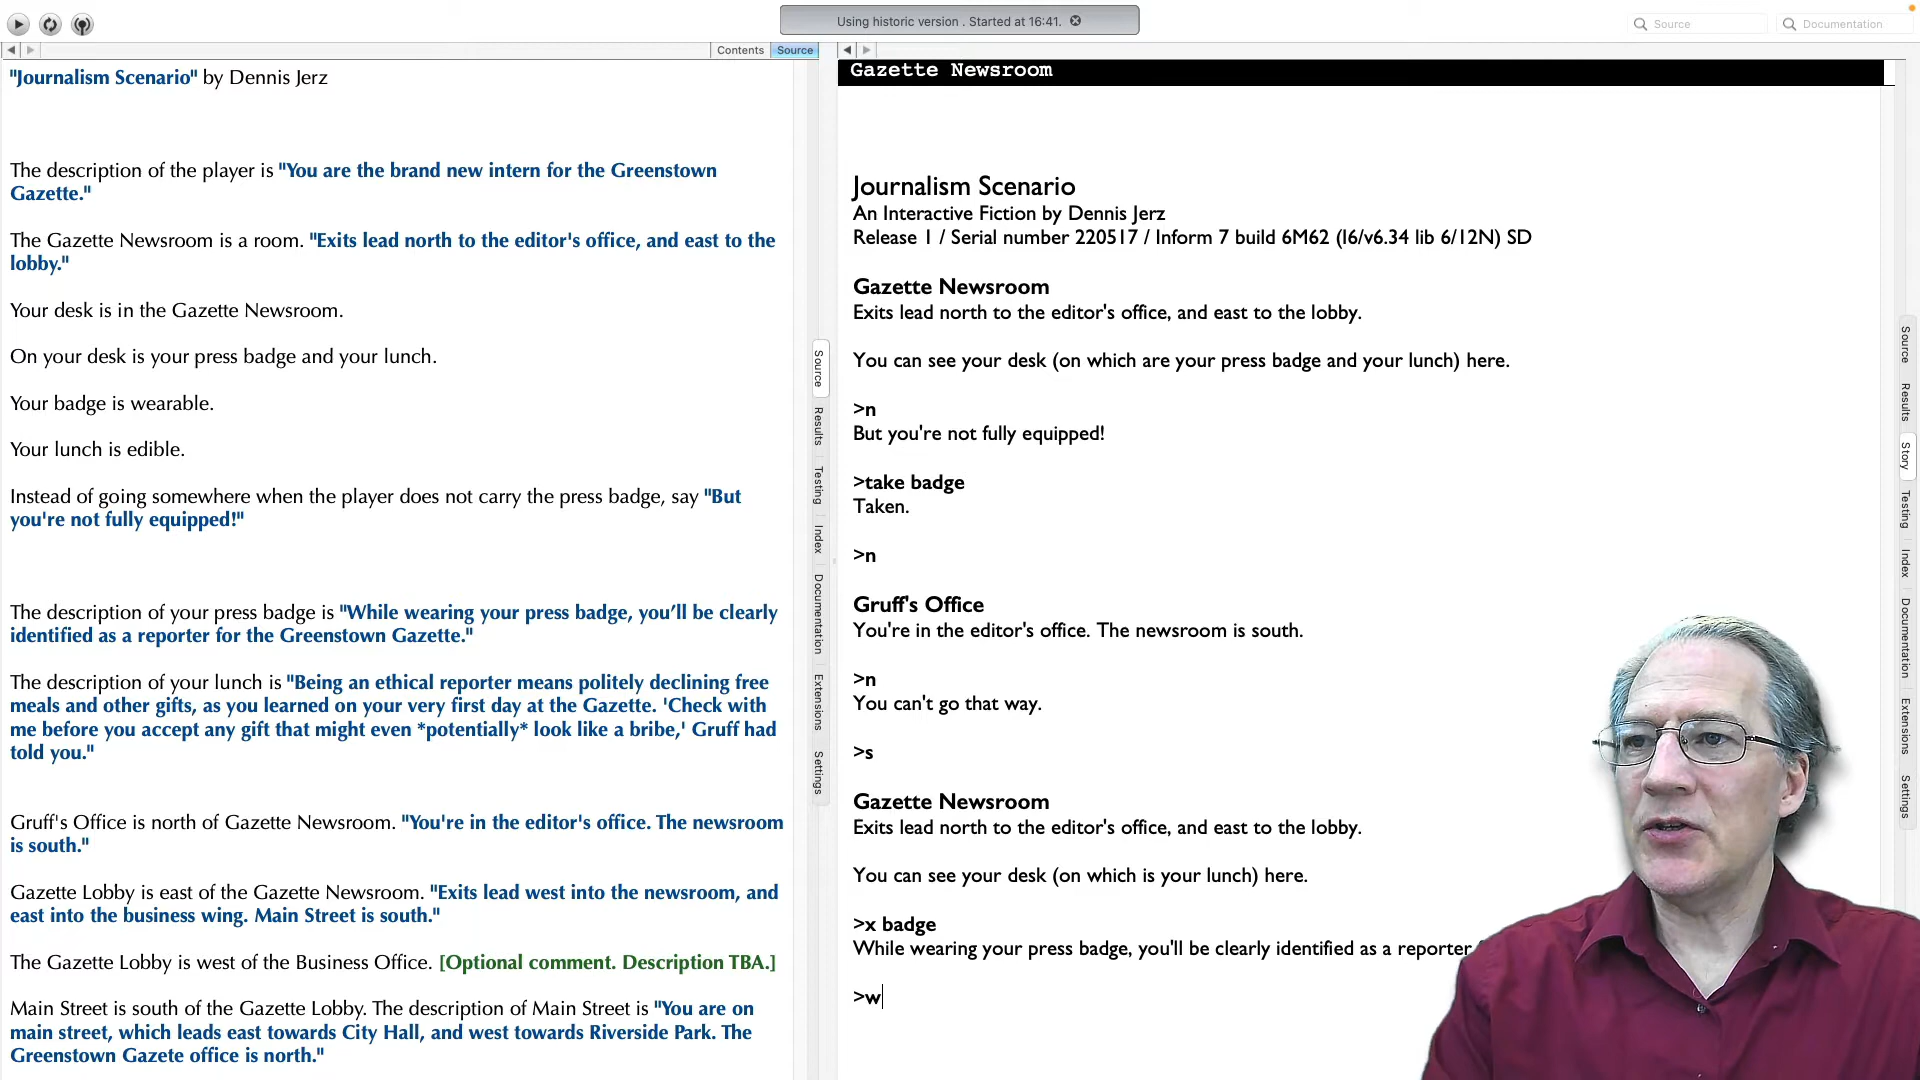 Using historic version . Started at 16:41.
Source
Documentation
Contents
Source
"Journalism Scenario" by Dennis Jerz
The description of the player is "You are the brand new intern for the Greenstown
Gazette."
The Gazette Newsroom is a room. "Exits lead north to the editor's office, and east to the
lobby."
Your desk is in the Gazette Newsroom.
On your desk is your press badge and your lunch.
Your badge is wearable.
Your lunch is edible.
Instead of going somewhere when the player does not carry the press badge, say "But
you're not fully equipped!"
The description of your press badge is "While wearing your press badge, you’ll be clearly
identified as a reporter for the Greenstown Gazette."
The description of your lunch is "Being an ethical reporter means politely declining free
meals and other gifts, as you learned on your very first day at the Gazette. 'Check with
me before you accept any gift that might even *potentially* look like a bribe,' Gruff had
told you."
Gruff's Office is north of Gazette Newsroom. "You're in the editor's office. The newsroom
is south."
Gazette Lobby is east of the Gazette Newsroom. "Exits lead west into the newsroom, and
east into the business wing. Main Street is south."
The Gazette Lobby is west of the Business Office. [Optional comment. Description TBA.]
Main Street is south of the Gazette Lobby. The description of Main Street is "You are on
main street, which leads east towards City Hall, and west towards Riverside Park. The
Greenstown Gazete office is north."
Source
Results
Testing
Index
Documentation
Extensions
Settings
Gazette Newsroom
Journalism Scenario
An Interactive Fiction by Dennis Jerz
Release 1 / Serial number 220517 / Inform 7 build 6M62 (I6/v6.34 lib 6/12N) SD
Gazette Newsroom
Exits lead north to the editor's office, and east to the lobby.
You can see your desk (on which are your press badge and your lunch) here.
>n
But you're not fully equipped!
>take badge
Taken.
>n
Gruff's Office
You're in the editor's office. The newsroom is south.
>n
You can't go that way.
>s
Gazette Newsroom
Exits lead north to the editor's office, and east to the lobby.
You can see your desk (on which is your lunch) here.
>x badge
While wearing your press badge, you'll be clearly identified as a reporter
>w
Source
Results
Story
Testing
Index
Documentation
Extensions
Settings